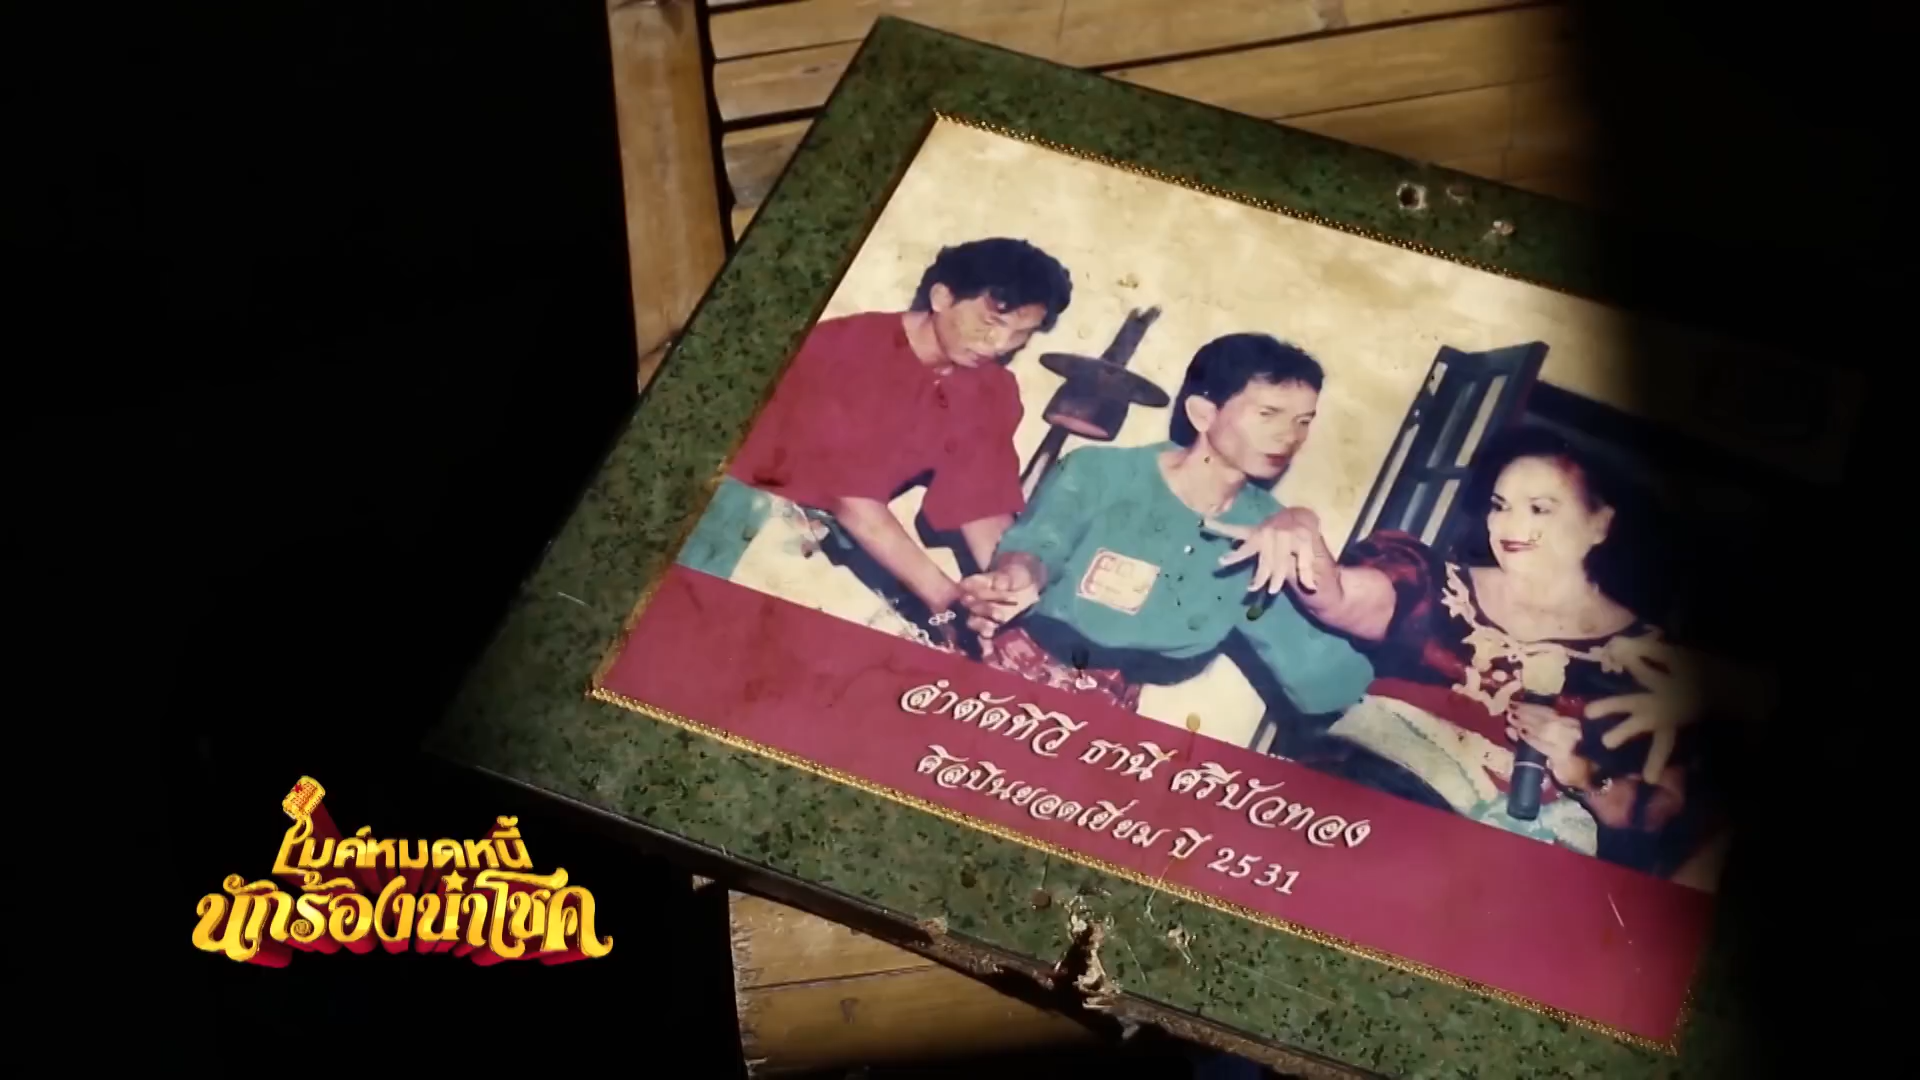 ลำตัดทีวี ธานี ศรีบัวทอง
ศิลปินยอดเยี่ยม ปี 2531
ไมค์หมดหนี้
นักร้องนำโชค